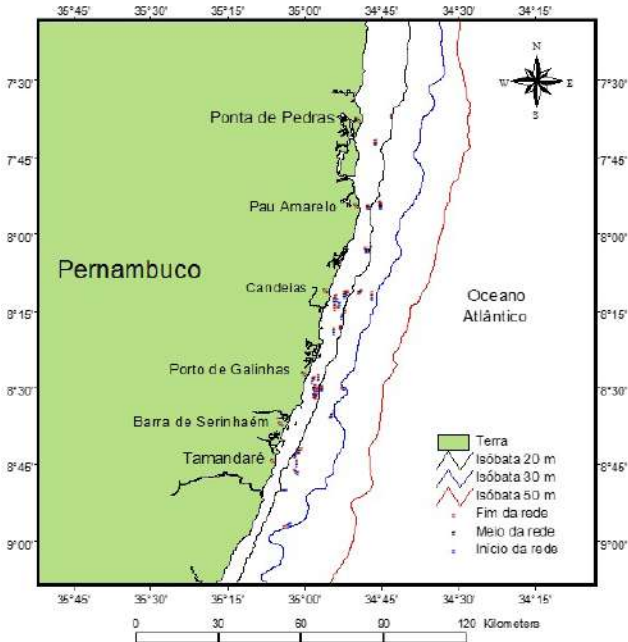 35°45' 35°30' 35°15' 35°00' 34°45' 34°30' 34°15'
N
W E
S
7°30'
7°30'
Ponta de Pedras
7°45'
7°45'
Pau Amarelo
8°00'
8°00'
Pernambuco
Candeias
Oceano
Atlântico
8°15'
8°15'
Porto de Galinhas
8°30'
8°30'
Barra de Serinhaém
Tamandaré
8°45'
8°45'
Terra
Isóbata 20 m
Isóbata 30 m
Isóbata 50 m
Fim da rede
Meio da rede
Início da rede
9°00'
9°00'
35°45' 35°30' 35°15' 35°00' 34°45' 34°30' 34°15'
0 30 60 90 120 Kilometers